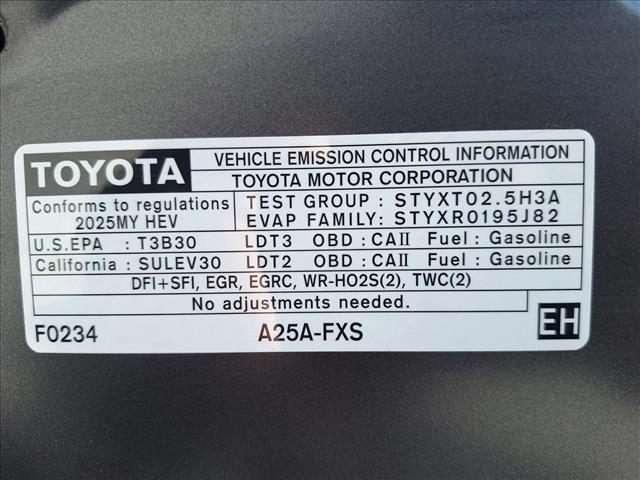 TOYOTA
VEHICLE EMISSION CONTROL INFORMATION
TOYOTA MOTOR CORPORATION
Conforms to regulations
2025MY HEV
TEST GROUP : STYXT02.5H3A
EVAP FAMILY: STYXR0195J82
U.S.EPA : T3B30 LDT3 OBD : CAII Fuel : Gasoline
California : SULEV30 LDT2 OBD : CAII Fuel : Gasoline
DFI+SFI, EGR, EGRC, WR-HO2S(2), TWC(2)
No adjustments needed.
F0234 A25A-FXS EH